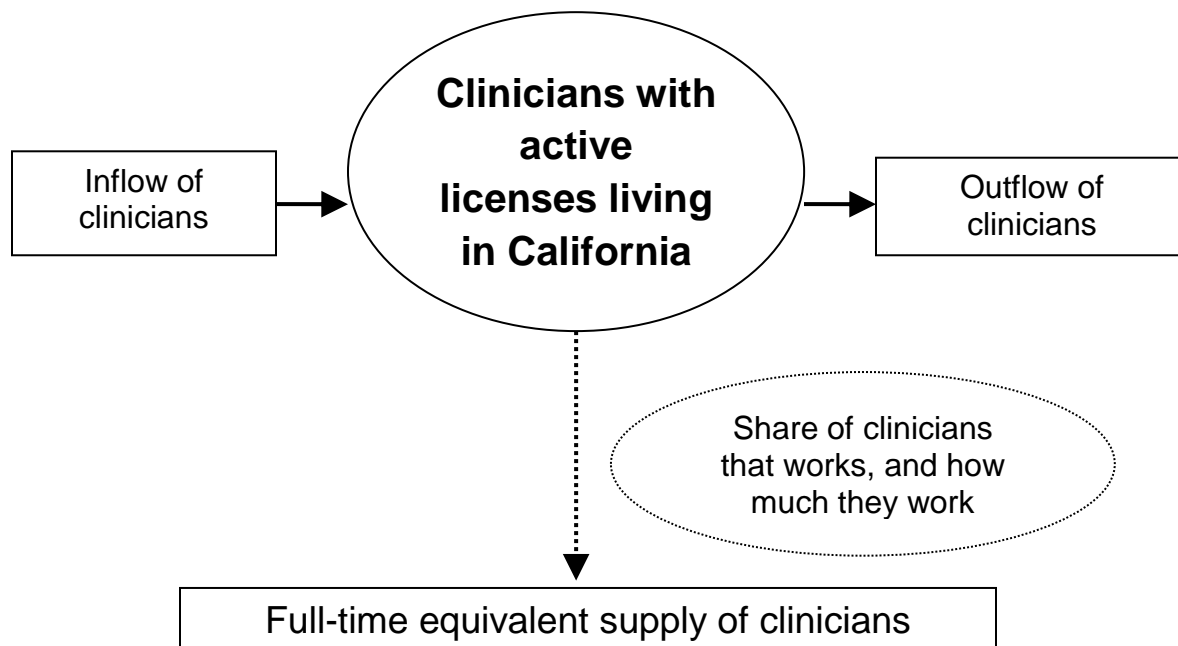 Clinicians with
active
licenses living
in California
Inflow of
clinicians
Outflow of
clinicians
Share of clinicians
that works, and how
much they work
Full-time equivalent supply of clinicians